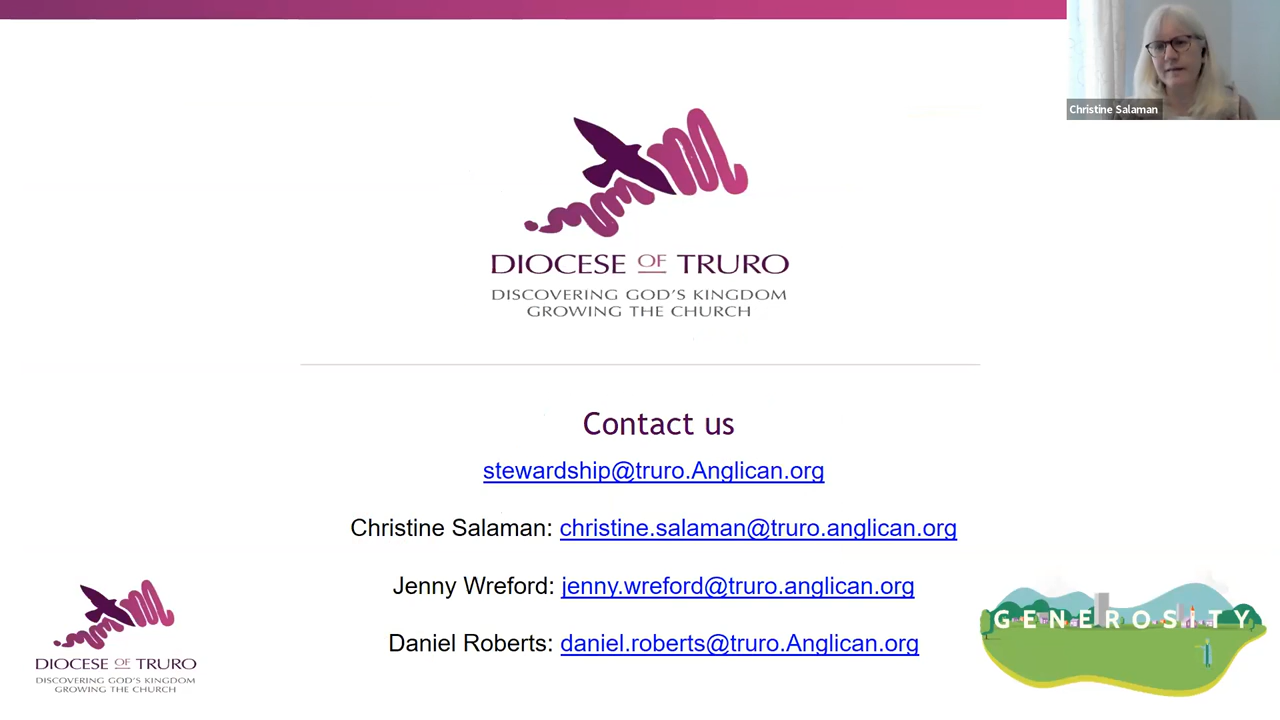 Christine Salaman
DIOCESE OF TRURO
DISCOVERING GOD'S KINGDOM
GROWING THE CHURCH
Contact us
stewardship@truro.Anglican.org
Christine Salaman: christine.salaman@truro.anglican.org
Jenny Wreford: jenny.wreford@truro.anglican.org
Daniel Roberts: daniel.roberts@truro.Anglican.org
DIOCESE OF TRURO
DISCOVERING GOD'S KINGDOM
GROWING THE CHURCH
GENEROSITY